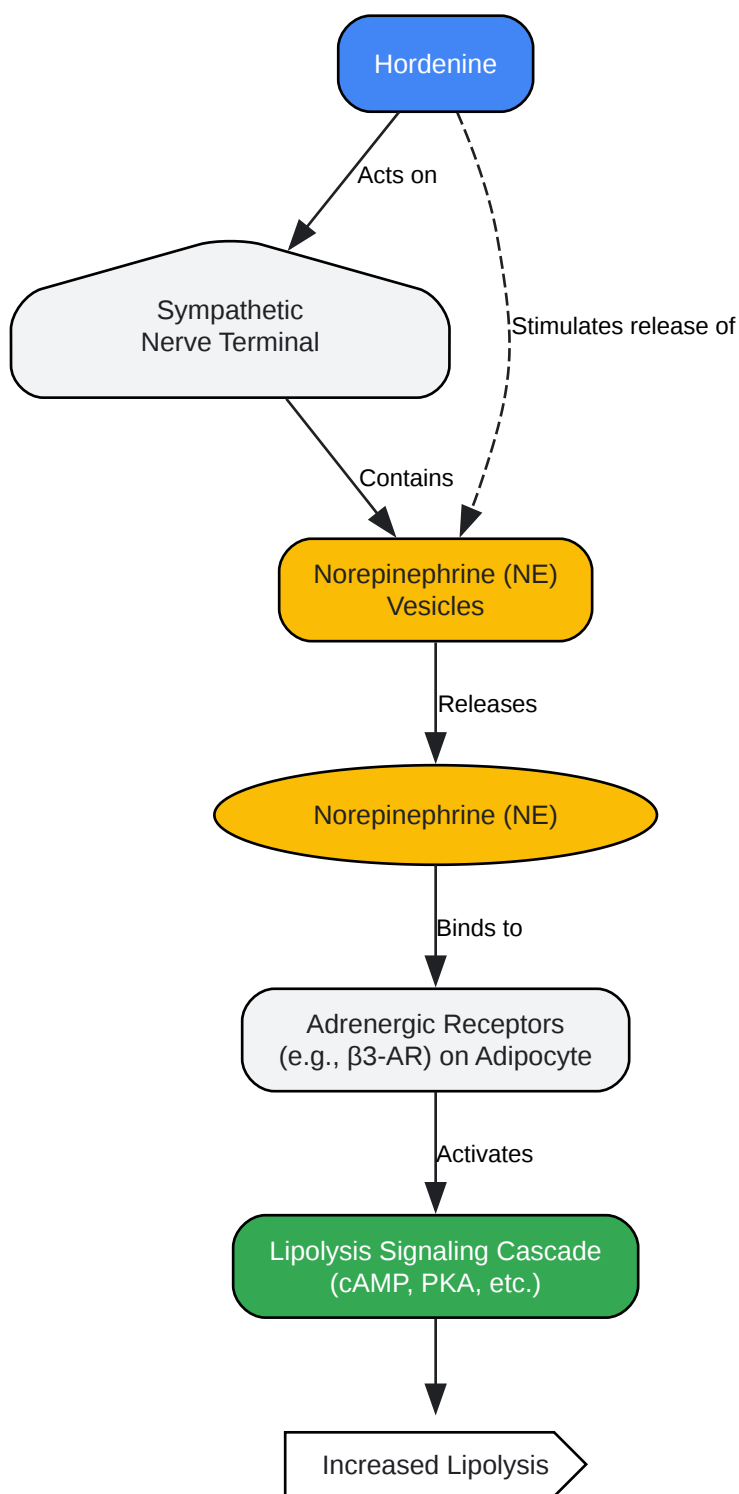 Hordenine
Acts on
Stimulates release of
Sympathetic
Nerve Terminal
Contains
Norepinephrine (NE)
Vesicles
Releases
Norepinephrine (NE)
Binds to
Adrenergic Receptors
(e.g., β3-AR) on Adipocyte
Activates
Lipolysis Signaling Cascade
(cAMP, PKA, etc.)
Increased Lipolysis